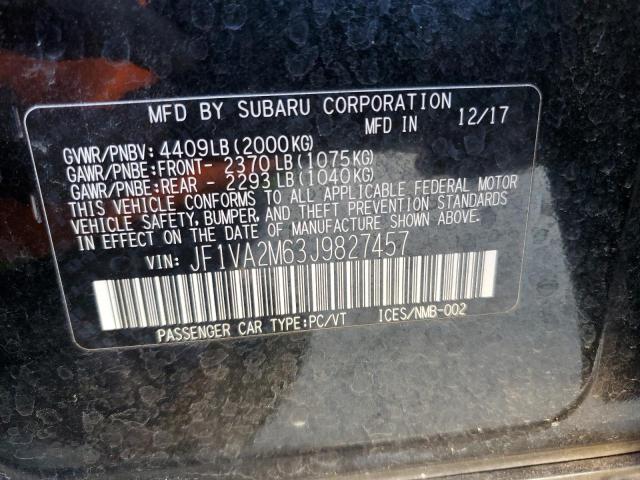 MFD BY SUBARU CORPORATION
MFD IN 12/17
GVWR/PNBV: 4409LB(2000KG)
GAWR/PNBE:FRONT- 2370LB(1075KG)
GAWR/PNBE:REAR - 2293LB(1040KG)
THIS VEHICLE CONFORMS TO ALL APPLICABLE FEDERAL MOTOR
VEHICLE SAFETY, BUMPER, AND THEFT PREVENTION STANDARDS
IN EFFECT ON THE DATE OF MANUFACTURE SHOWN ABOVE.
VIN: JF1VA2M63J9827457
PASSENGER CAR TYPE:PC/VT ICES/NMB-002